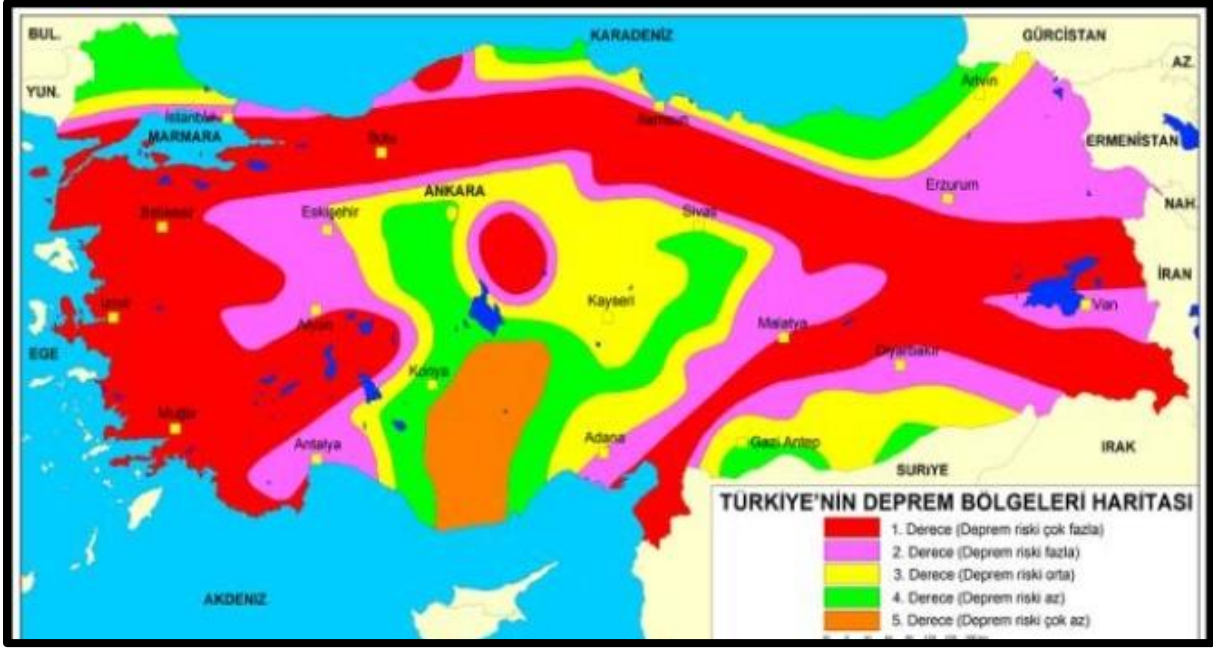 BUL.
KARADENİZ
GÜRCİSTAN
AZ.
YUN.
Artvin
İstanbul
Samsun
MARMARA
Bolu
ERMENİSTAN
ANKARA
Erzurum
NAH.
Balıkesir
Eskişehir
Sivas
İRAN
İzmir
Afyon
Kayseri
Van
Malatya
EGE
Diyarbakır
Konya
Muğla
Antalya
Adana
Gazi Antep
IRAK
SURİYE
TÜRKİYE'NİN DEPREM BÖLGELERİ HARİTASI
1. Derece (Deprem riski çok fazla)
2. Derece (Deprem riski fazla)
3. Derece (Deprem riski orta)
4. Derece (Deprem riski az)
5. Derece (Deprem riski çok az)
AKDENIZ